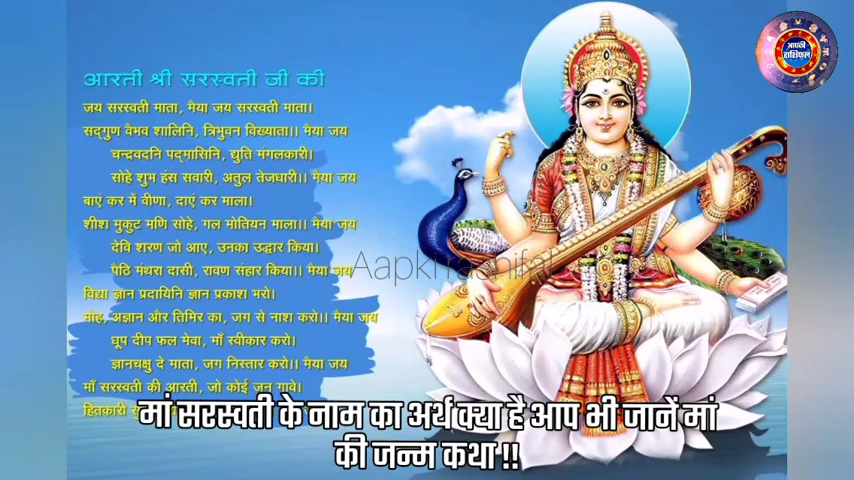 आपकी
राशिफल
आरती श्री सरस्वती जी की
जय सरस्वती माता, मैया जय सरस्वती माता।
सद्‌गुण वैभव शालिनि, त्रिभुवन विख्याता।। मैया जय
चन्द्रवदनि पद्‌मासिनि, द्युति मंगलकारी।
सोहे शुभ हंस सवारी, अतुल तेजधारी।। मैया जय
बाएं कर में वीणा, दाएं कर माला।
शीश मुकुट मणि सोहे, गल मोतियन माला।। मैया जय
देवि शरण जो आए, उनका उद्धार किया।
पैठि मंथरा दासी, रावण संहार किया।। मैया जय
विद्या ज्ञान प्रदायिनि ज्ञान प्रकाश भरो।
मोह, अज्ञान और तिमिर का, जग से नाश करो।। मैया जय
धूप दीप फल मेवा, माँ स्वीकार करो।
ज्ञानचक्षु दे माता, जग निस्तार करो।। मैया जय
माँ सरस्वती की आरती, जो कोई जन गावे।
हितकारी
मां सरस्वती के नाम का अर्थ क्या है आप भी जानें मां
की जन्म कथा !!